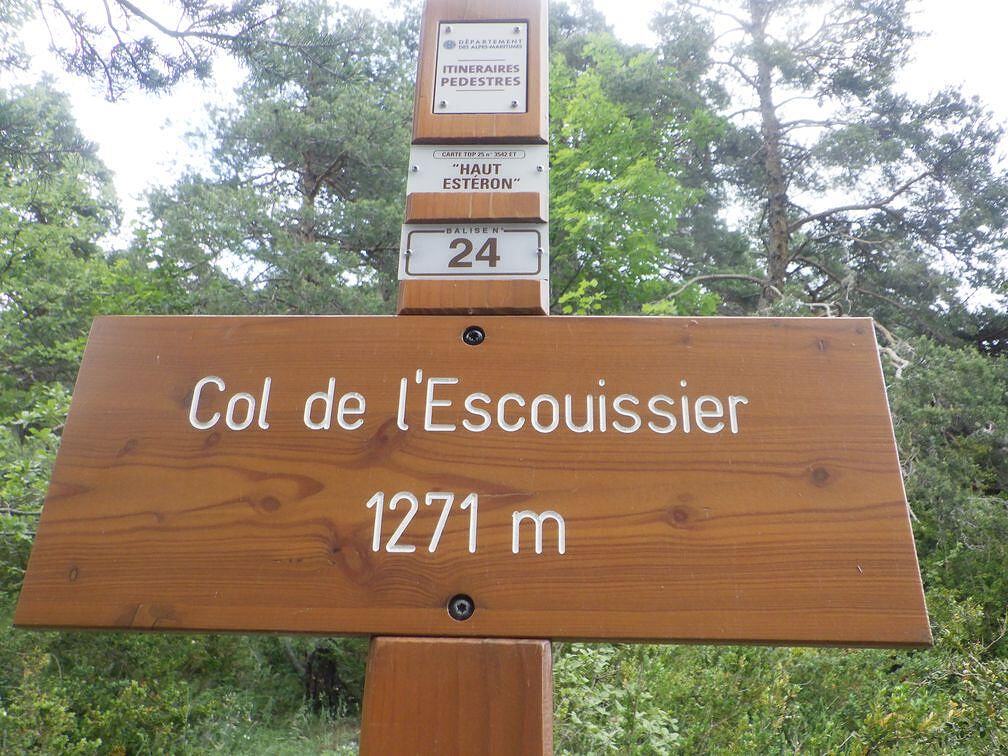 DÉPARTEMENT
DES ALPES-MARITIMES
ITINERAIRES
PEDESTRES
CARTE TOP 25 n° 3542 ET
"HAUT
ESTÉRON"
BALISE N°
24
Col de l'Escouissier
1271 m